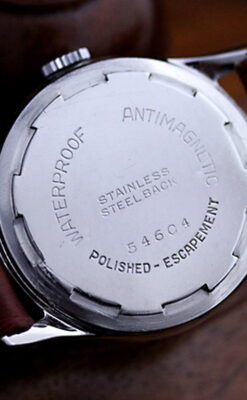 WATERPROOF
ANTIMAGNETIC
STAINLESS
STEELBACK
54604
POLISHED-ESCAPEMENT